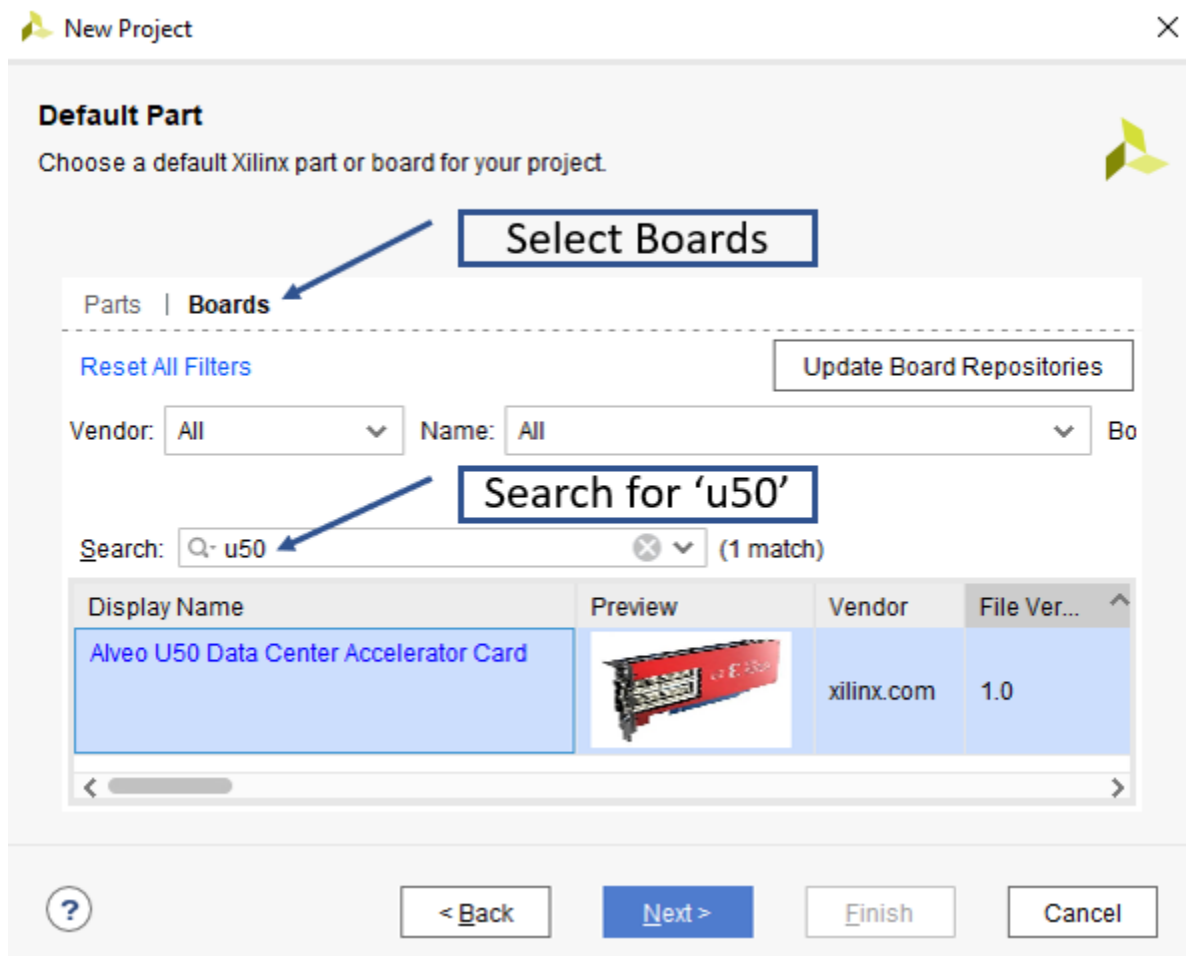 New Project
Default Part
Choose a default Xilinx part or board for your project.
Select Boards
Parts | Boards
Reset All Filters
Update Board Repositories
Vendor: All Name: All Bo
Search for ‘u50’
Search: u50 (1 match)
Display Name Preview Vendor File Ver...
Alveo U50 Data Center Accelerator Card
xilinx.com 1.0
? < Back Next > Finish Cancel